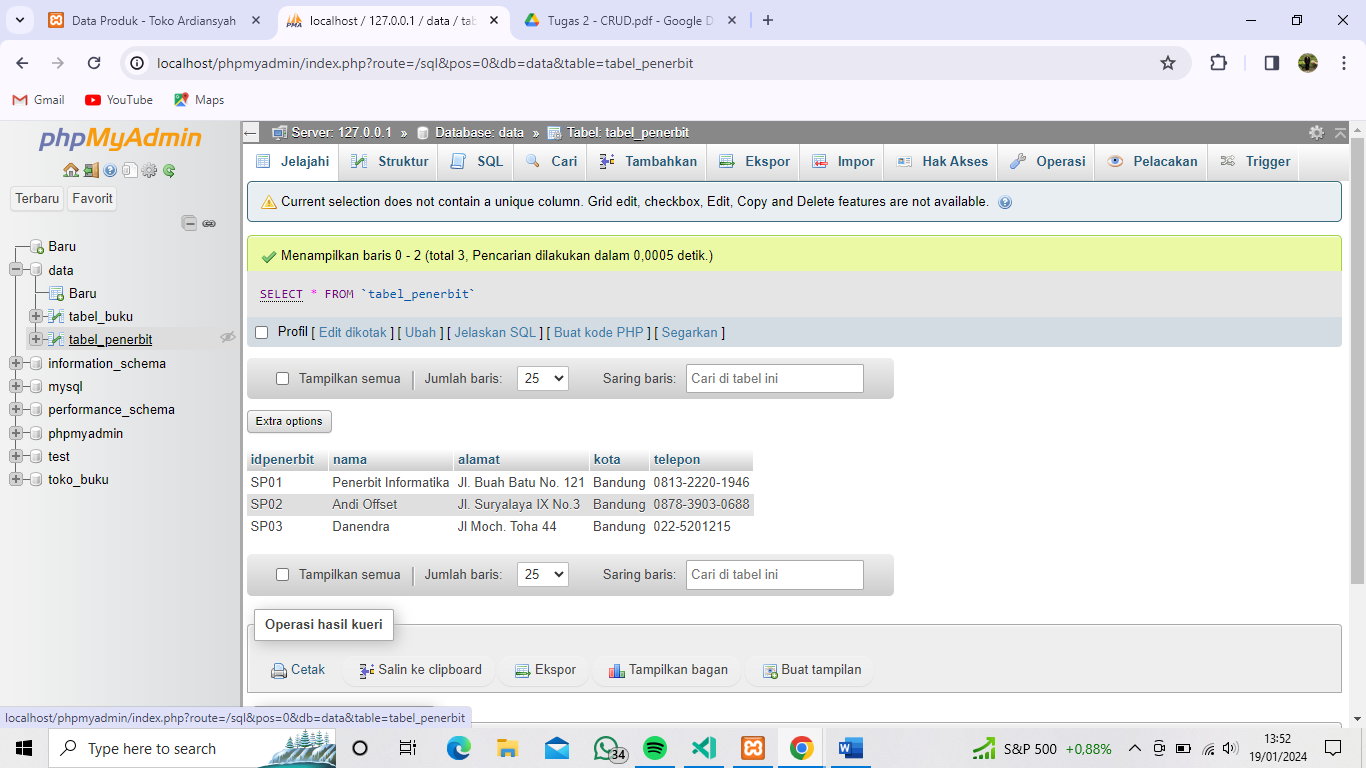 Data Produk - Toko Ardiansyah
localhost / 127.0.0.1 / data / tab
Tugas 2 - CRUD.pdf - Google D
localhost/phpmyadmin/index.php?route=/sql&pos=0&db=data&table=tabel_penerbit
Gmail YouTube Maps
phpMyAdmin
Terbaru Favorit
Baru
data
Baru
tabel_buku
tabel_penerbit
information_schema
mysql
performance_schema
phpmyadmin
test
toko_buku
Server: 127.0.0.1 » Database: data » Tabel: tabel_penerbit
Jelajahi Struktur SQL Cari Tambahkan Ekspor Impor Hak Akses Operasi Pelacakan Trigger
Current selection does not contain a unique column. Grid edit, checkbox, Edit, Copy and Delete features are not available.
Menampilkan baris 0 - 2 (total 3, Pencarian dilakukan dalam 0,0005 detik.)
SELECT * FROM `tabel_penerbit`
Profil [ Edit dikotak ] [ Ubah ] [ Jelaskan SQL ] [ Buat kode PHP ] [ Segarkan ]
Tampilkan semua Jumlah baris: 25 Saring baris: Cari di tabel ini
Extra options
idpenerbit nama alamat kota telepon
SP01 Penerbit Informatika Jl. Buah Batu No. 121 Bandung 0813-2220-1946
SP02 Andi Offset Jl. Suryalaya IX No.3 Bandung 0878-3903-0688
SP03 Danendra Jl Moch. Toha 44 Bandung 022-5201215
Tampilkan semua Jumlah baris: 25 Saring baris: Cari di tabel ini
Operasi hasil kueri
Cetak Salin ke clipboard Ekspor Tampilkan bagan Buat tampilan
localhost/phpmyadmin/index.php?route=/sql&pos=0&db=data&table=tabel_penerbit
Type here to search
34
S&P 500 +0,88%
13:52
19/01/2024